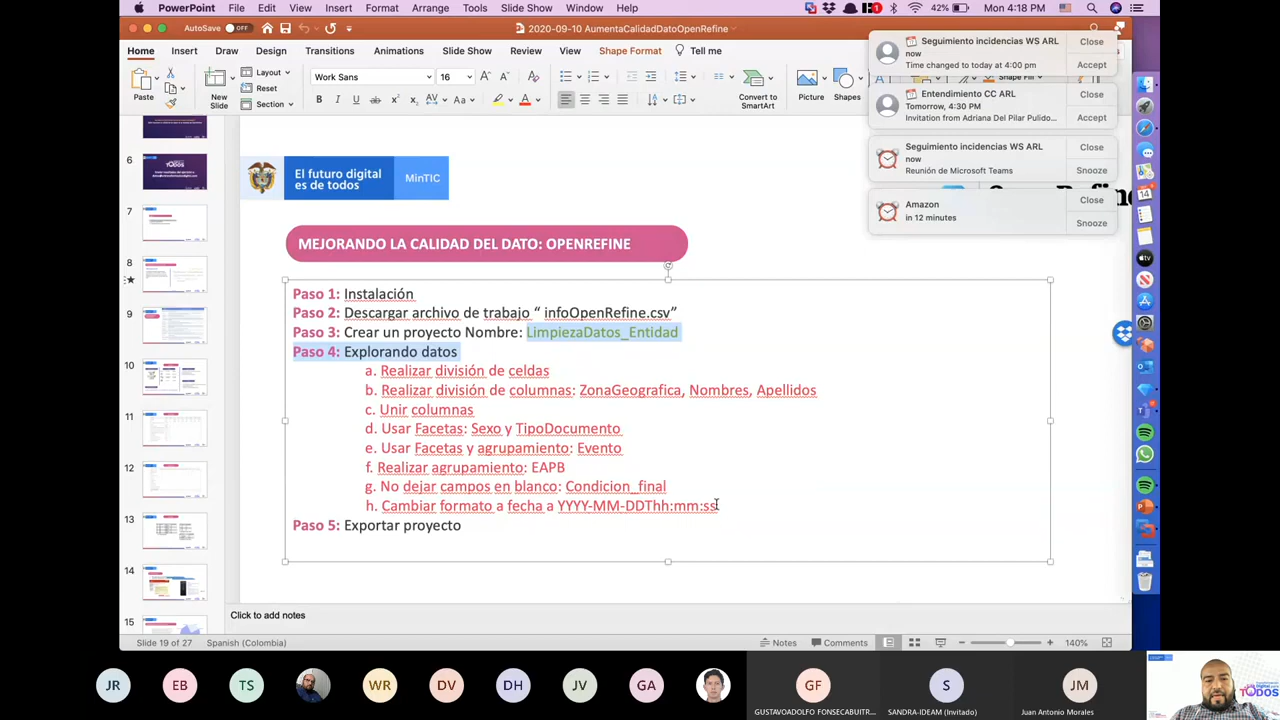 PowerPoint File Edit View Insert Format Arrange Tools Slide Show Window Help 1 42% Mon 4:18 PM
AutoSave OFF 2020-09-10 AumentaCalidadDatoOpenRefine
Home Insert Draw Design Transitions Animations Slide Show Review View Shape Format Tell me
Paste New Slide Layout Reset Section Work Sans 16 Convert to SmartArt Picture Shapes Shape Fill
Seguimiento incidencias WS ARL
now
Time changed to today at 4:00 pm
Close
Accept
Entendimiento CC ARL
Tomorrow, 4:30 PM
Invitation from Adriana Del Pilar Pulido...
Close
Accept
Seguimiento incidencias WS ARL
now
Reunión de Microsoft Teams
Close
Snooze
Amazon
in 12 minutes
Close
Snooze
6
7
8
9
10
11
12
13
14
15
El futuro digital
es de todos
MinTIC
MEJORANDO LA CALIDAD DEL DATO: OPENREFINE
Paso 1: Instalación
Paso 2: Descargar archivo de trabajo “ infoOpenRefine.csv”
Paso 3: Crear un proyecto Nombre: LimpiezaDatos_Entidad
Paso 4: Explorando datos
a. Realizar división de celdas
b. Realizar división de columnas: ZonaGeografica, Nombres, Apellidos
c. Unir columnas
d. Usar Facetas: Sexo y TipoDocumento
e. Usar Facetas y agrupamiento: Evento
f. Realizar agrupamiento: EAPB
g. No dejar campos en blanco: Condicion_final
h. Cambiar formato a fecha a YYYY-MM-DDThh:mm:ss
Paso 5: Exportar proyecto
Click to add notes
Slide 19 of 27 Spanish (Colombia) Notes Comments 140%
JR EB TS WR DV DH JV GA GF S JM
GUSTAVOADOLFO FONSECABUITR... SANDRA-IDEAM (Invitado) Juan Antonio Morales